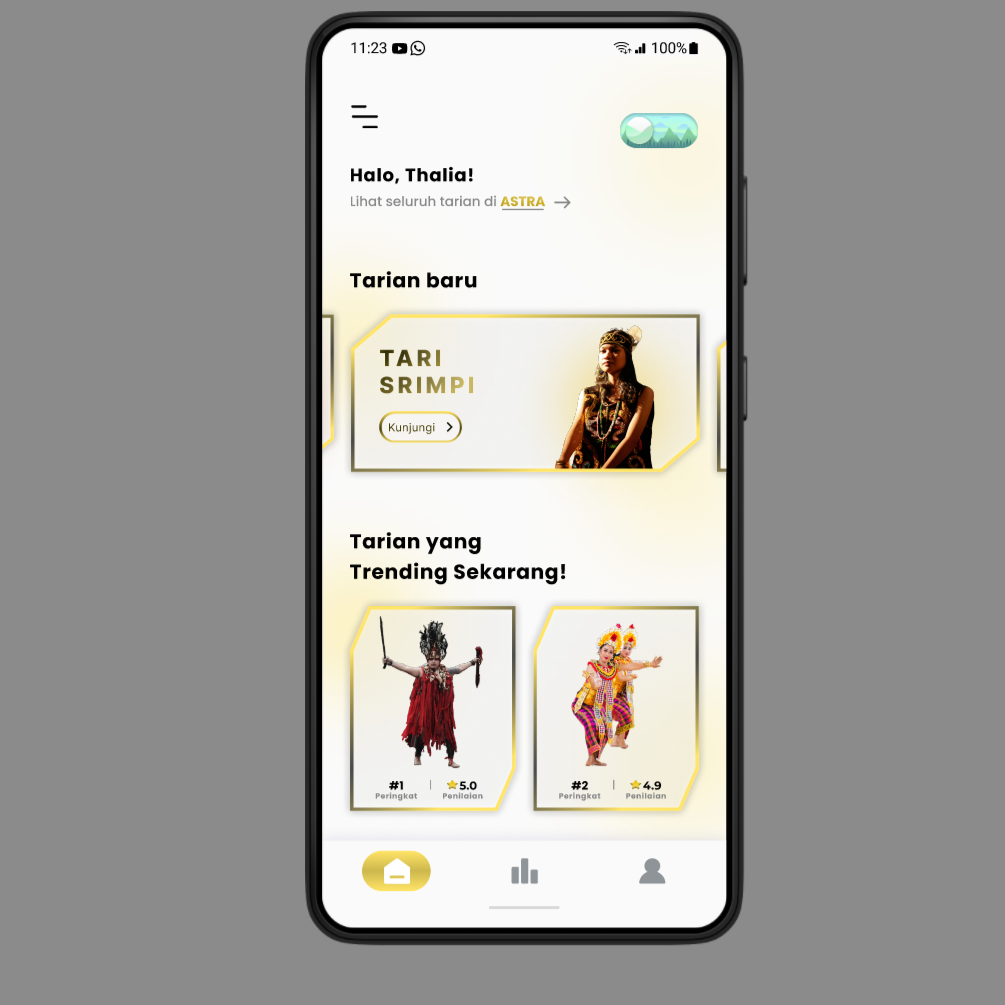 11:23 100%
Halo, Thalia!
Lihat seluruh tarian di ASTRA
Tarian baru
TARI
SRIMPI
Kunjungi
Tarian yang
Trending Sekarang!
#1 5.0
Peringkat Penilaian
#2 4.9
Peringkat Penilaian